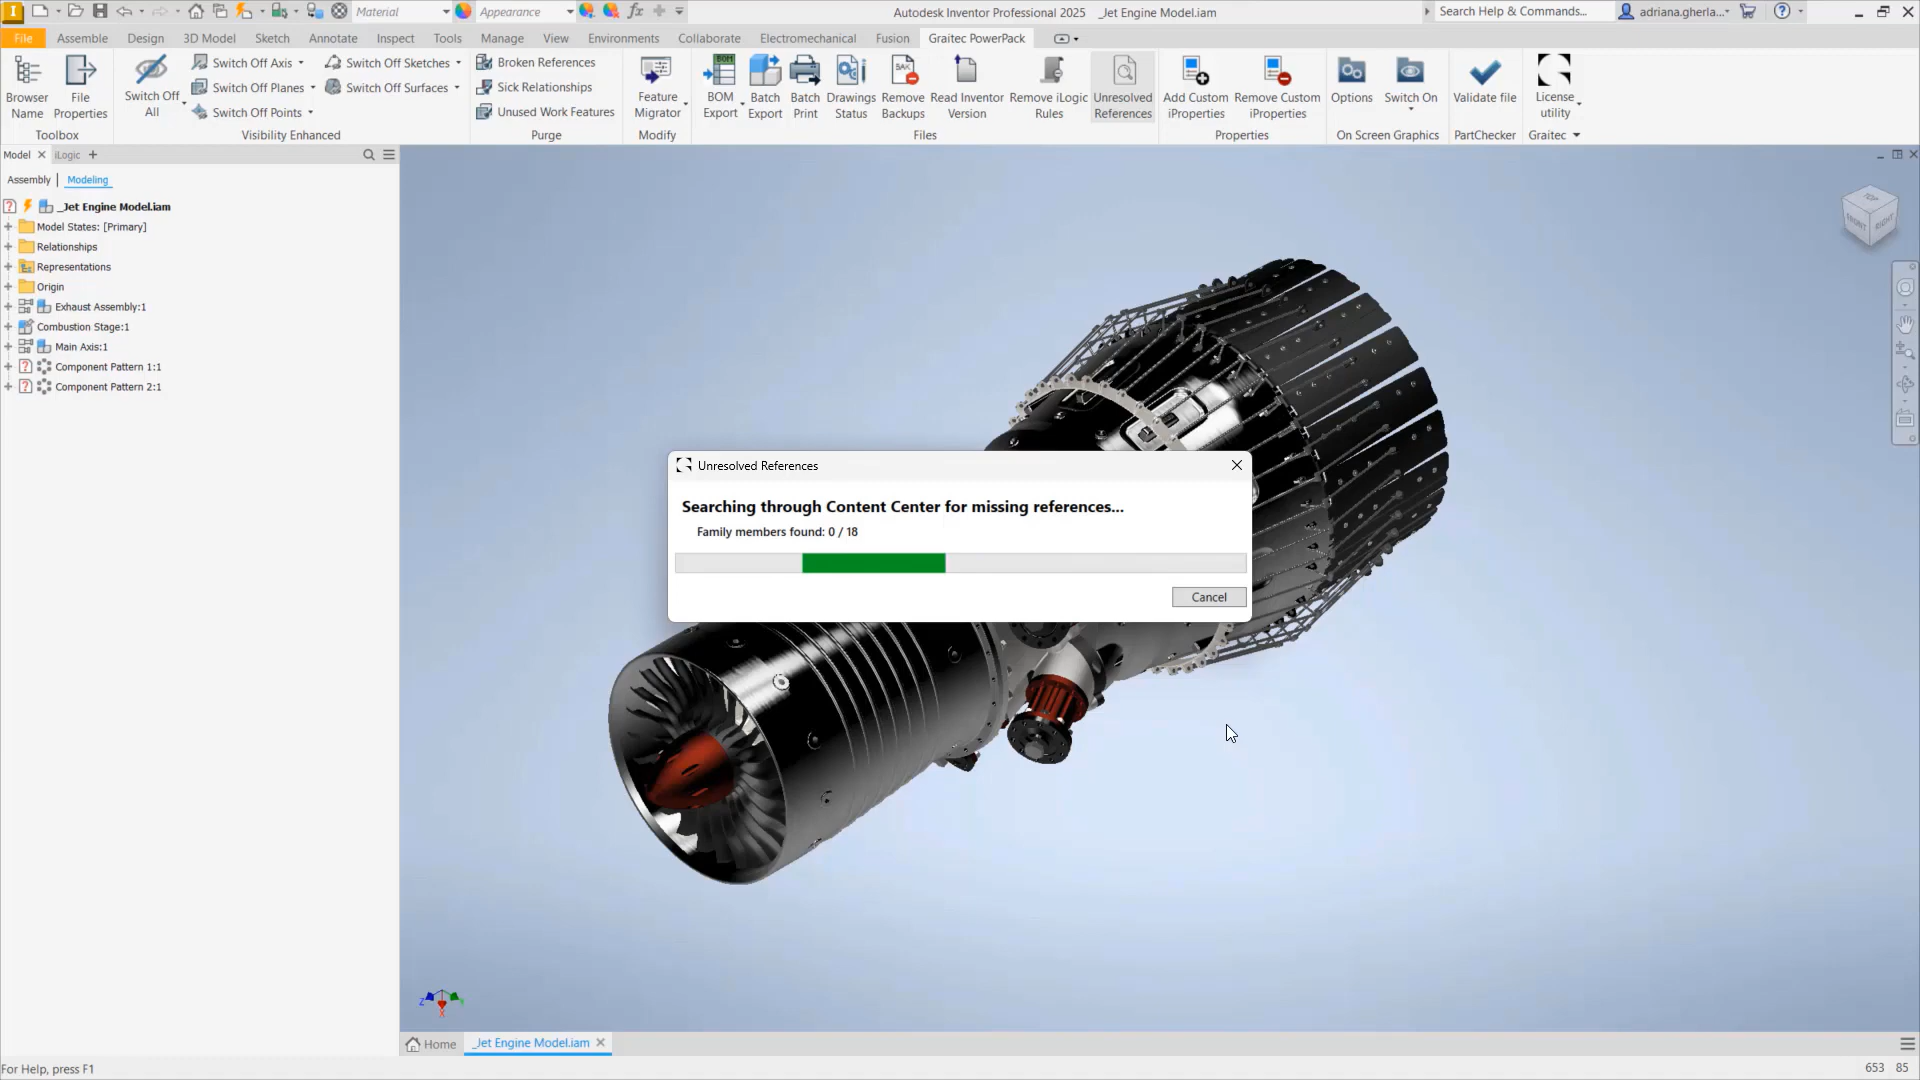 Material
Appearance
Autodesk Inventor Professional 2025 _Jet Engine Model.iam
Search Help & Commands...
adriana.gherla...
File
Assemble
Design
3D Model
Sketch
Annotate
Inspect
Tools
Manage
View
Environments
Collaborate
Electromechanical
Fusion
Graitec PowerPack
Browser
Name
File
Properties
Toolbox
Switch Off
All
Switch Off Axis
Switch Off Planes
Switch Off Points
Switch Off Sketches
Switch Off Surfaces
Visibility Enhanced
Broken References
Sick Relationships
Unused Work Features
Purge
Feature
Migrator
Modify
BOM
BOM
Export
Batch
Export
Batch
Print
Drawings
Status
BAK
Remove
Backups
Read Inventor
Version
Remove iLogic
Rules
Unresolved
References
Files
Add Custom
iProperties
Remove Custom
iProperties
Properties
Options
Switch On
On Screen Graphics
Validate file
PartChecker
License
utility
Graitec
Model
iLogic
Assembly
Modeling
_Jet Engine Model.iam
Model States: [Primary]
Relationships
Representations
Origin
Exhaust Assembly:1
Combustion Stage:1
Main Axis:1
Component Pattern 1:1
Component Pattern 2:1
FRONT
RIGHT
Unresolved References
Searching through Content Center for missing references...
Family members found: 0 / 18
Cancel
Z
X
Home
_Jet Engine Model.iam
For Help, press F1
653 85